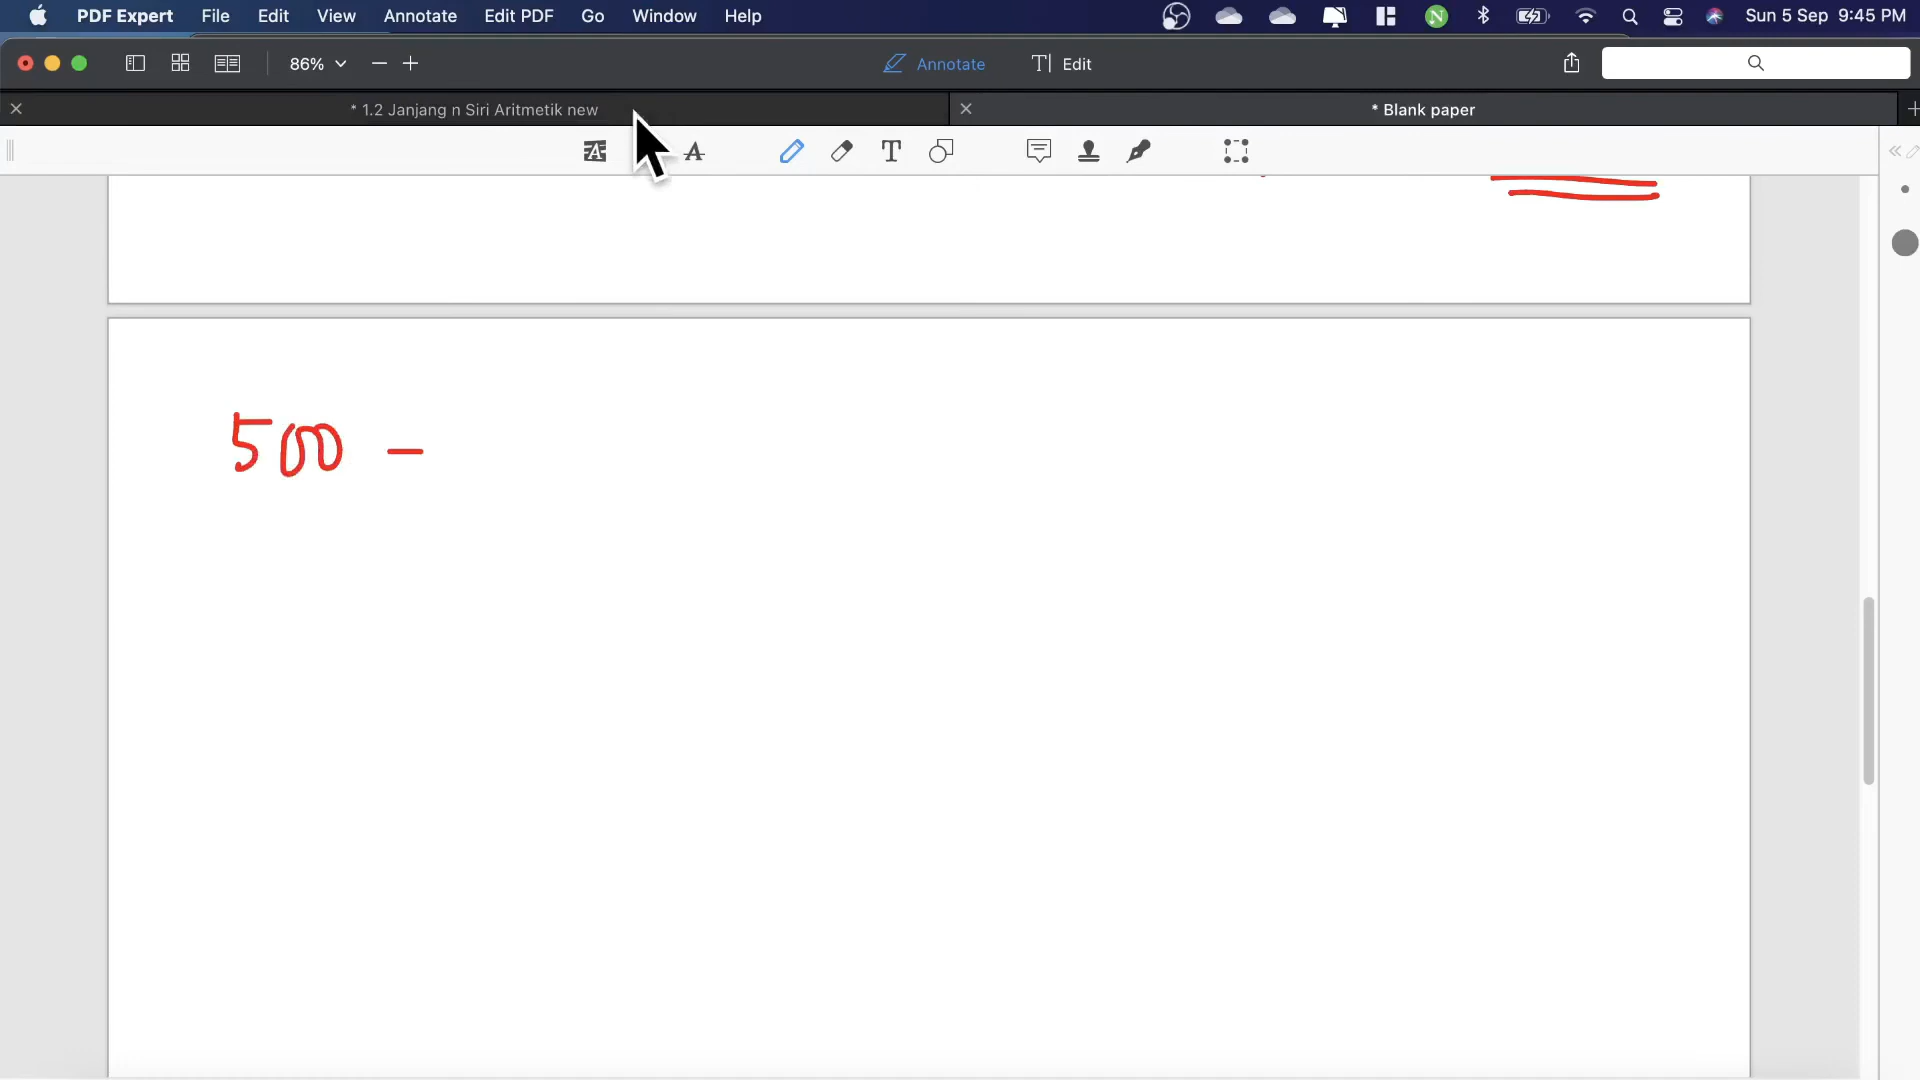 PDF Expert File Edit View Annotate Edit PDF Go Window Help Sun 5 Sep 9:45 PM
86% Annotate Edit
* 1.2 Janjang n Siri Aritmetik new * Blank paper
500 –